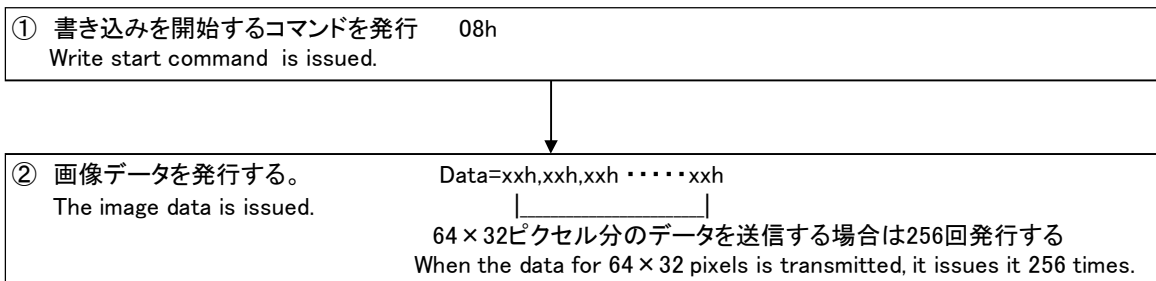 ① 書き込みを開始するコマンドを発行 08h
Write start command is issued.
② 画像データを発行する。 Data=xxh,xxh,xxh ・・・・・xxh
The image data is issued.
64×32ピクセル分のデータを送信する場合は256回発行する
When the data for 64×32 pixels is transmitted, it issues it 256 times.